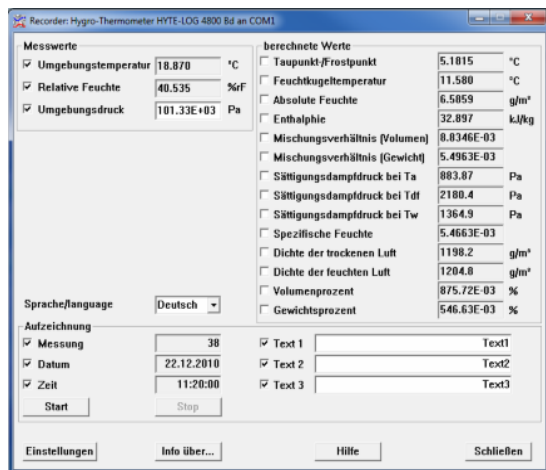 Recorder: Hygro-Thermometer HYTE-LOG 4800 Bd an COM1
Messwerte
Umgebungstemperatur 18.870 °C
Relative Feuchte 40.535 %rF
Umgebungsdruck 101.33E+03 Pa
berechnete Werte
Taupunkt-/Frostpunkt 5.1815 °C
Feuchtkugeltemperatur 11.580 °C
Absolute Feuchte 6.5859 g/m³
Enthalphie 32.897 kJ/kg
Mischungsverhältnis (Volumen) 8.8346E-03
Mischungsverhältnis (Gewicht) 5.4963E-03
Sättigungsdampfdruck bei Ta 883.87 Pa
Sättigungsdampfdruck bei Tdf 2180.4 Pa
Sättigungsdampfdruck bei Tw 1364.9 Pa
Spezifische Feuchte 5.4663E-03
Dichte der trockenen Luft 1198.2 g/m³
Dichte der feuchten Luft 1204.8 g/m³
Volumenprozent 875.72E-03 %
Gewichtsprozent 546.63E-03 %
Sprache/language Deutsch
Aufzeichnung
Messung 38
Datum 22.12.2010
Zeit 11:20:00
Text 1 Text1
Text 2 Text2
Text 3 Text3
Start Stop
Einstellungen Info über... Hilfe Schließen